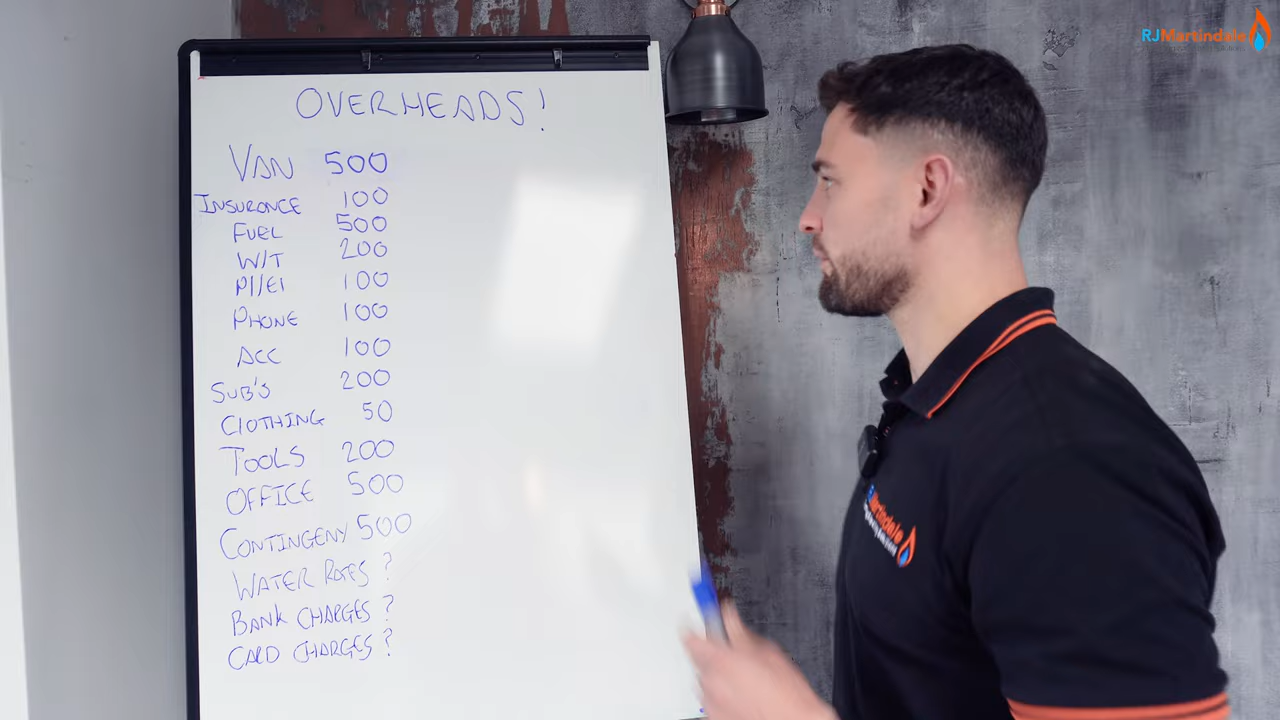 OVERHEADS!
VAN 500
INSURANCE 100
FUEL 500
W/T 200
PI/EI 100
PHONE 100
ACC 100
SUB'S 200
CLOTHING 50
TOOLS 200
OFFICE 500
CONTINGENY 500
WATER RATES ?
BANK CHARGES ?
CARD CHARGES ?
RJMartindale
Martindale